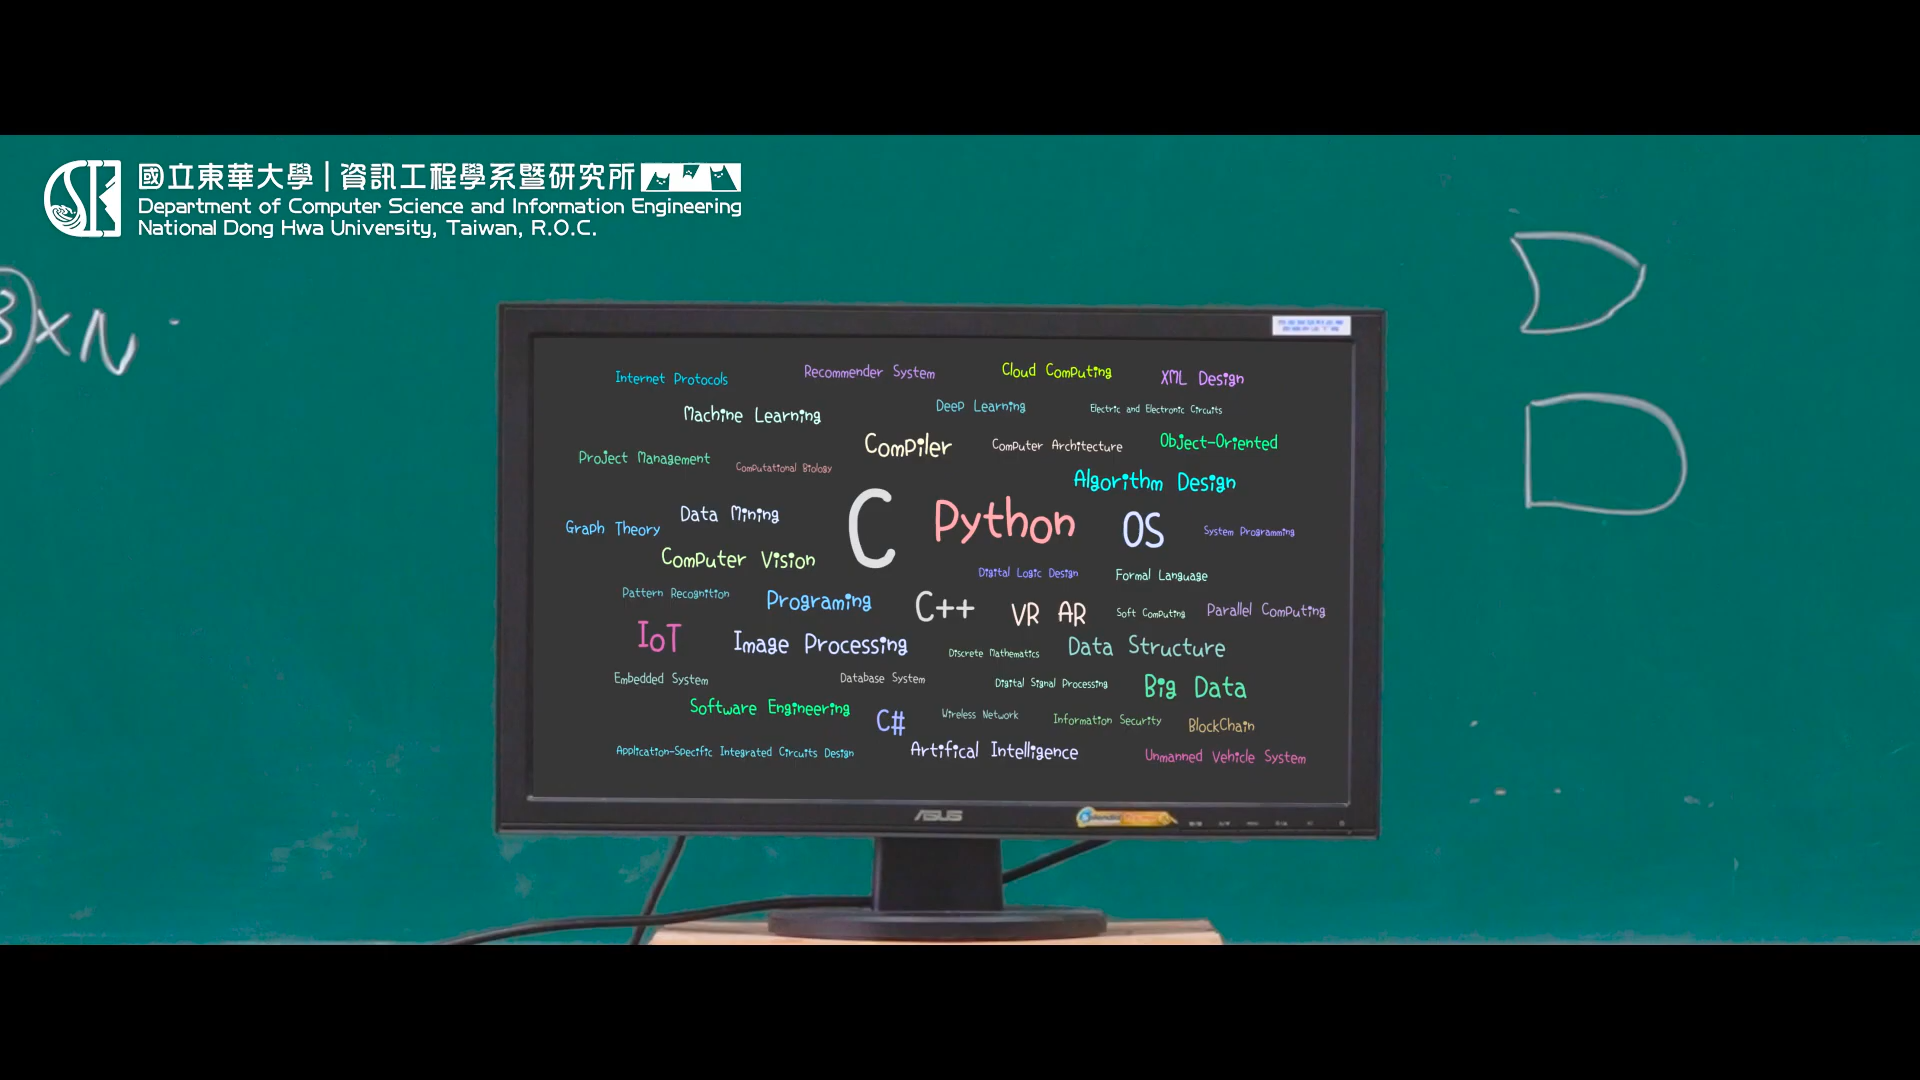 國立東華大學|資訊工程學系暨研究所
Department of Computer Science and Information Engineering
National Dong Hwa University, Taiwan, R.O.C.
3×N
Internet Protocols
Recommender System
Cloud Computing
XML Design
Machine Learning
Deep Learning
Electric and Electronic Circuits
Compiler
Computer Architecture
Object-Oriented
Project Management
Computational Biology
Algorithm Design
Data Mining
C
Python
OS
System Programming
Graph Theory
Computer Vision
Digital Logic Design
Formal Language
Pattern Recognition
Programing
C++
VR AR
Soft Computing
Parallel Computing
IoT
Image Processing
Discrete Mathematics
Data Structure
Embedded System
Database System
Digital Signal Processing
Big Data
Software Engineering
C#
Wireless Network
Information Security
BlockChain
Application-Specific Integrated Circuits Design
Artifical Intelligence
Unmanned Vehicle System
ASUS